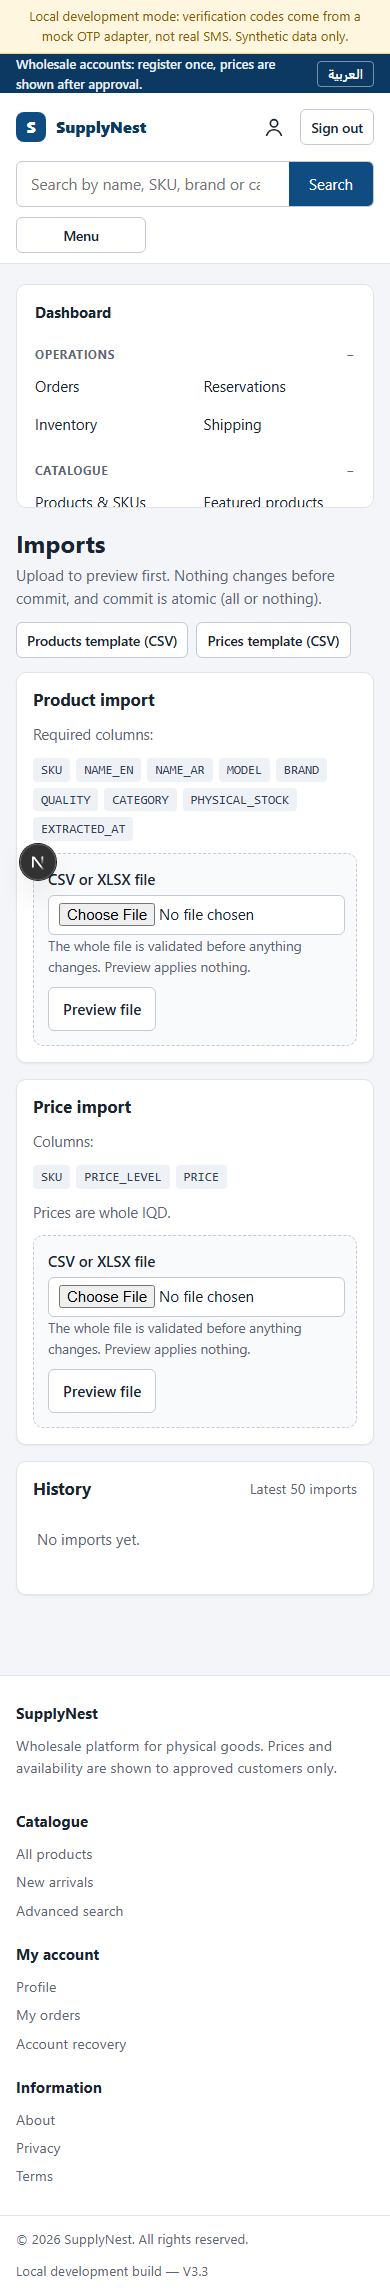 Local development mode: verification codes come from a
mock OTP adapter, not real SMS. Synthetic data only.
Wholesale accounts: register once, prices are
shown after approval.
العربية
S
SupplyNest
Sign out
Search by name, SKU, brand or ca
Search
Menu
Dashboard
OPERATIONS –
Orders Reservations
Inventory Shipping
CATALOGUE –
Products & SKUs Featured products
Imports
Upload to preview first. Nothing changes before
commit, and commit is atomic (all or nothing).
Products template (CSV) Prices template (CSV)
Product import
Required columns:
SKU NAME_EN NAME_AR MODEL BRAND
QUALITY CATEGORY PHYSICAL_STOCK
EXTRACTED_AT
N
CSV or XLSX file
Choose File No file chosen
The whole file is validated before anything
changes. Preview applies nothing.
Preview file
Price import
Columns:
SKU PRICE_LEVEL PRICE
Prices are whole IQD.
CSV or XLSX file
Choose File No file chosen
The whole file is validated before anything
changes. Preview applies nothing.
Preview file
History Latest 50 imports
No imports yet.
SupplyNest
Wholesale platform for physical goods. Prices and
availability are shown to approved customers only.
Catalogue
All products
New arrivals
Advanced search
My account
Profile
My orders
Account recovery
Information
About
Privacy
Terms
© 2026 SupplyNest. All rights reserved.
Local development build — V3.3